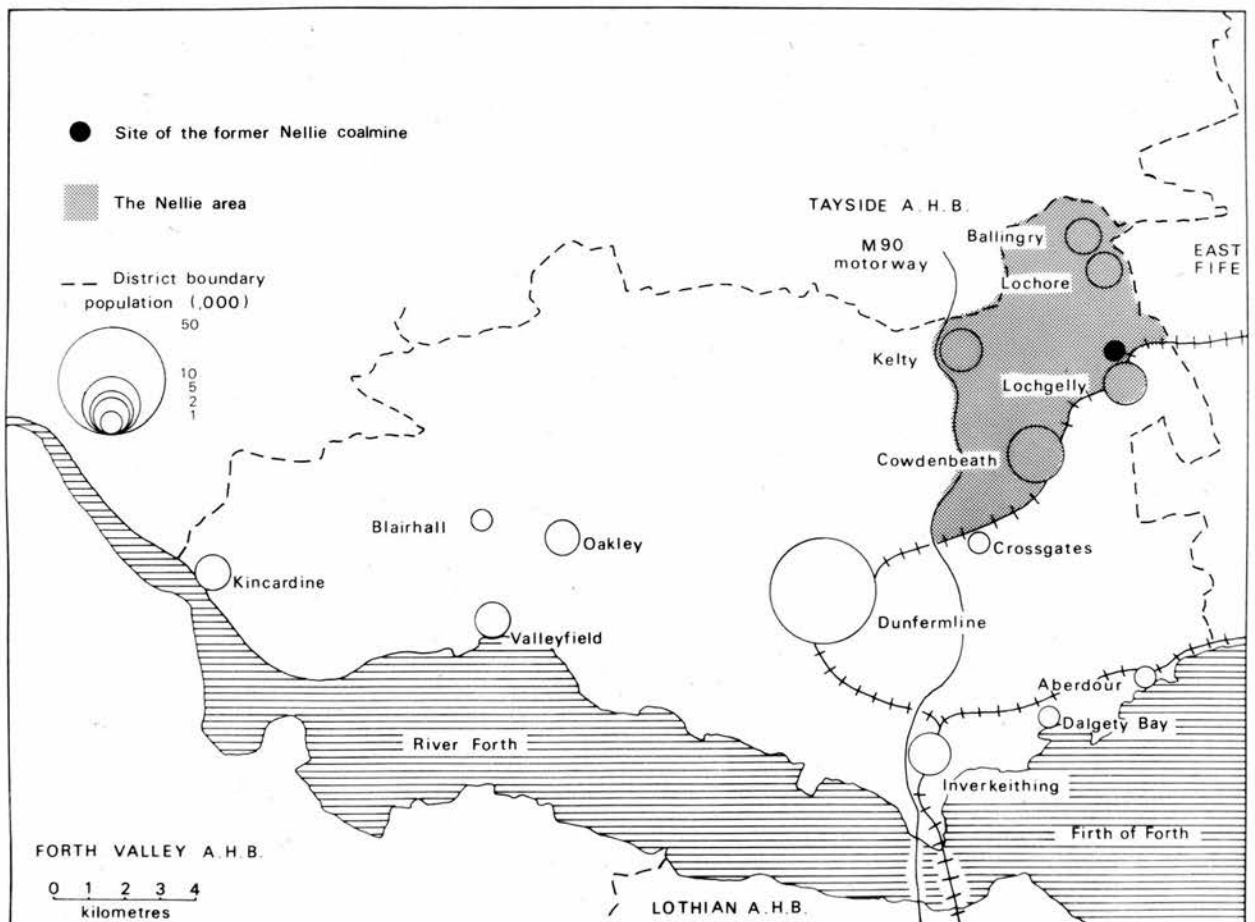 Site of the former Nellie coalmine
The Nellie area
District boundary
population (,000)
50
10
5
2
1
TAYSIDE A.H.B.
M90
motorway
Ballingry
EAST
FIFE
Lochore
Kelty
Lochgelly
Cowdenbeath
Blairhall
Oakley
Crossgates
Kincardine
Dunfermline
Valleyfield
Aberdour
Dalgety Bay
River Forth
Inverkeithing
Firth of Forth
FORTH VALLEY A.H.B.
0 1 2 3 4
kilometres
LOTHIAN A.H.B.